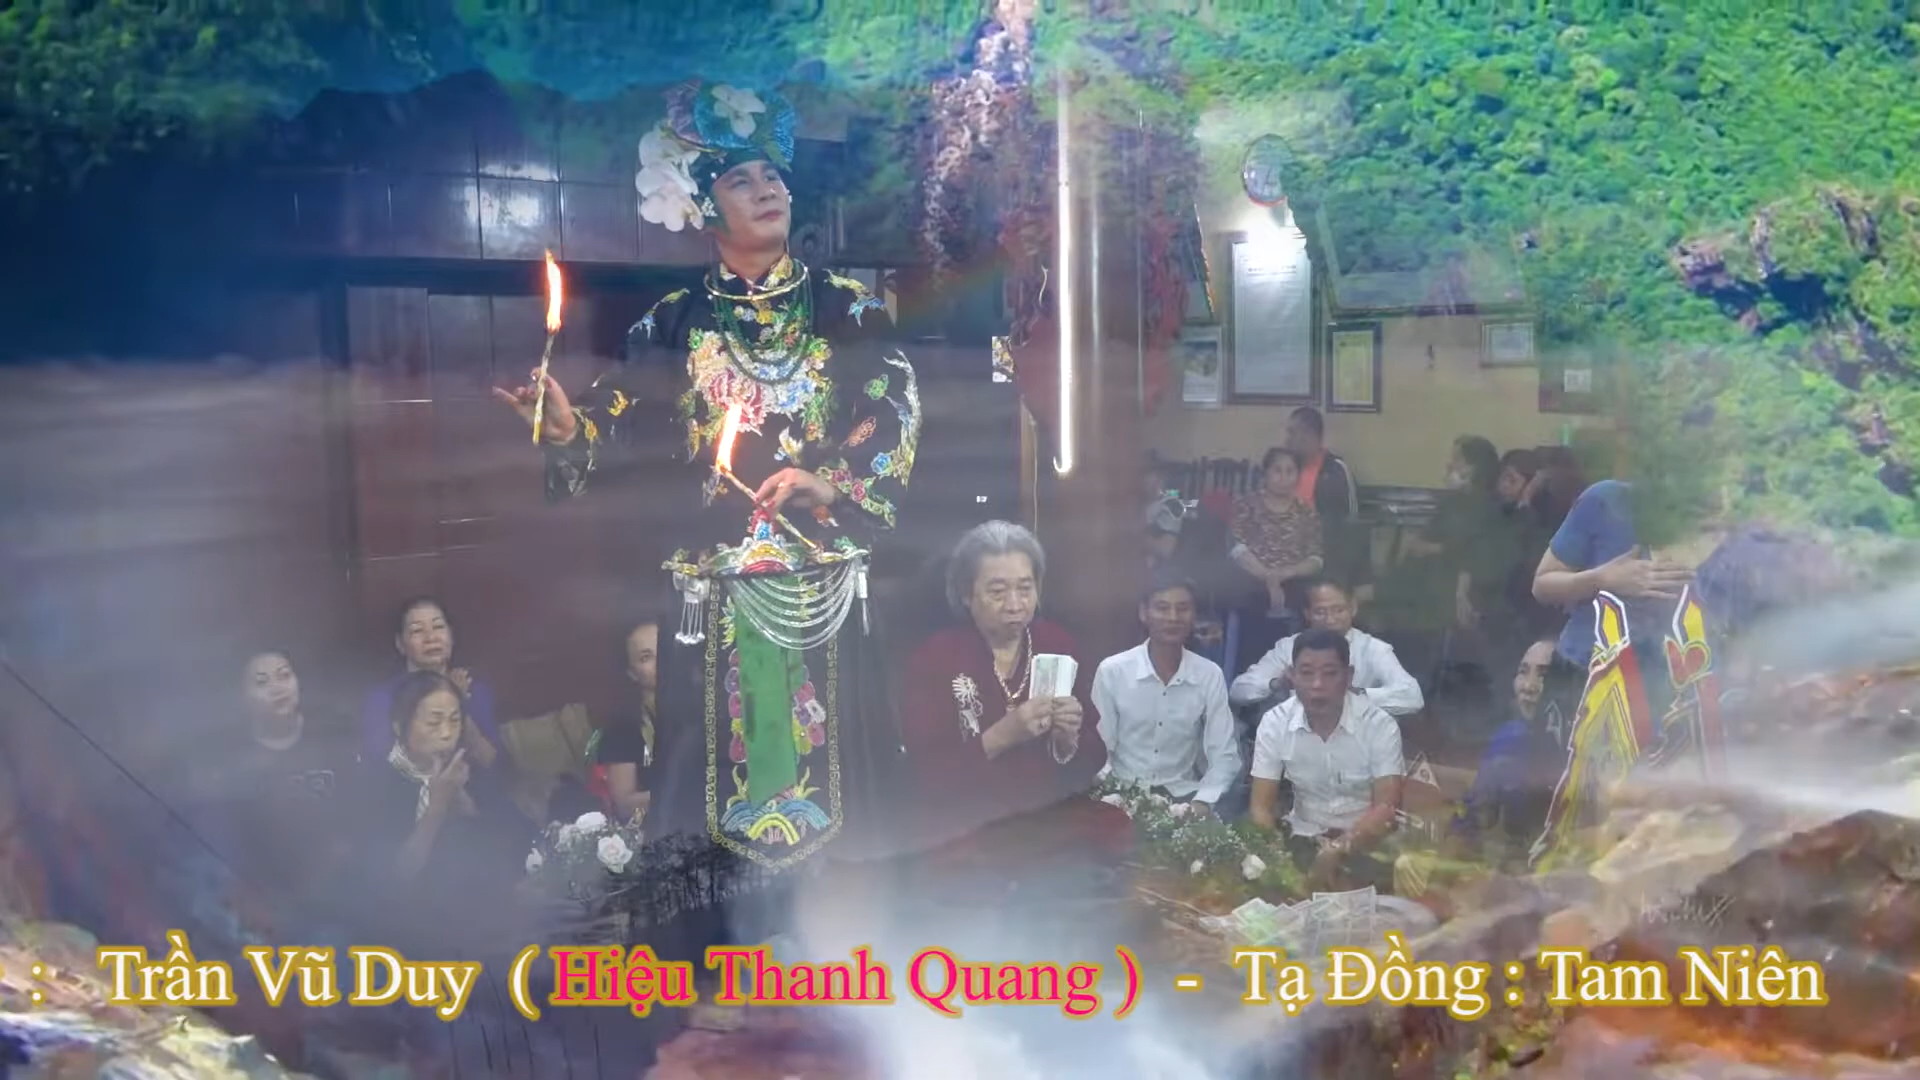 : Trần Vũ Duy ( Hiệu Thanh Quang ) - Tạ Đồng : Tam Niên